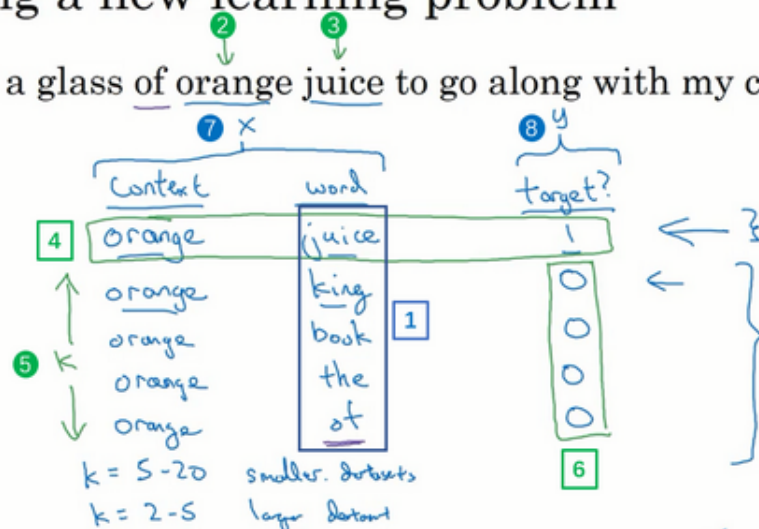 ng a new learning problem
2 3
a glass of orange juice to go along with my c
7 x 8 y
Context word target?
4 orange juice 1
orange king 0
1
orange book 0
5 k orange the 0
orange of 0
6
k = 5-20 smaller datasets
k = 2-5 large dataset